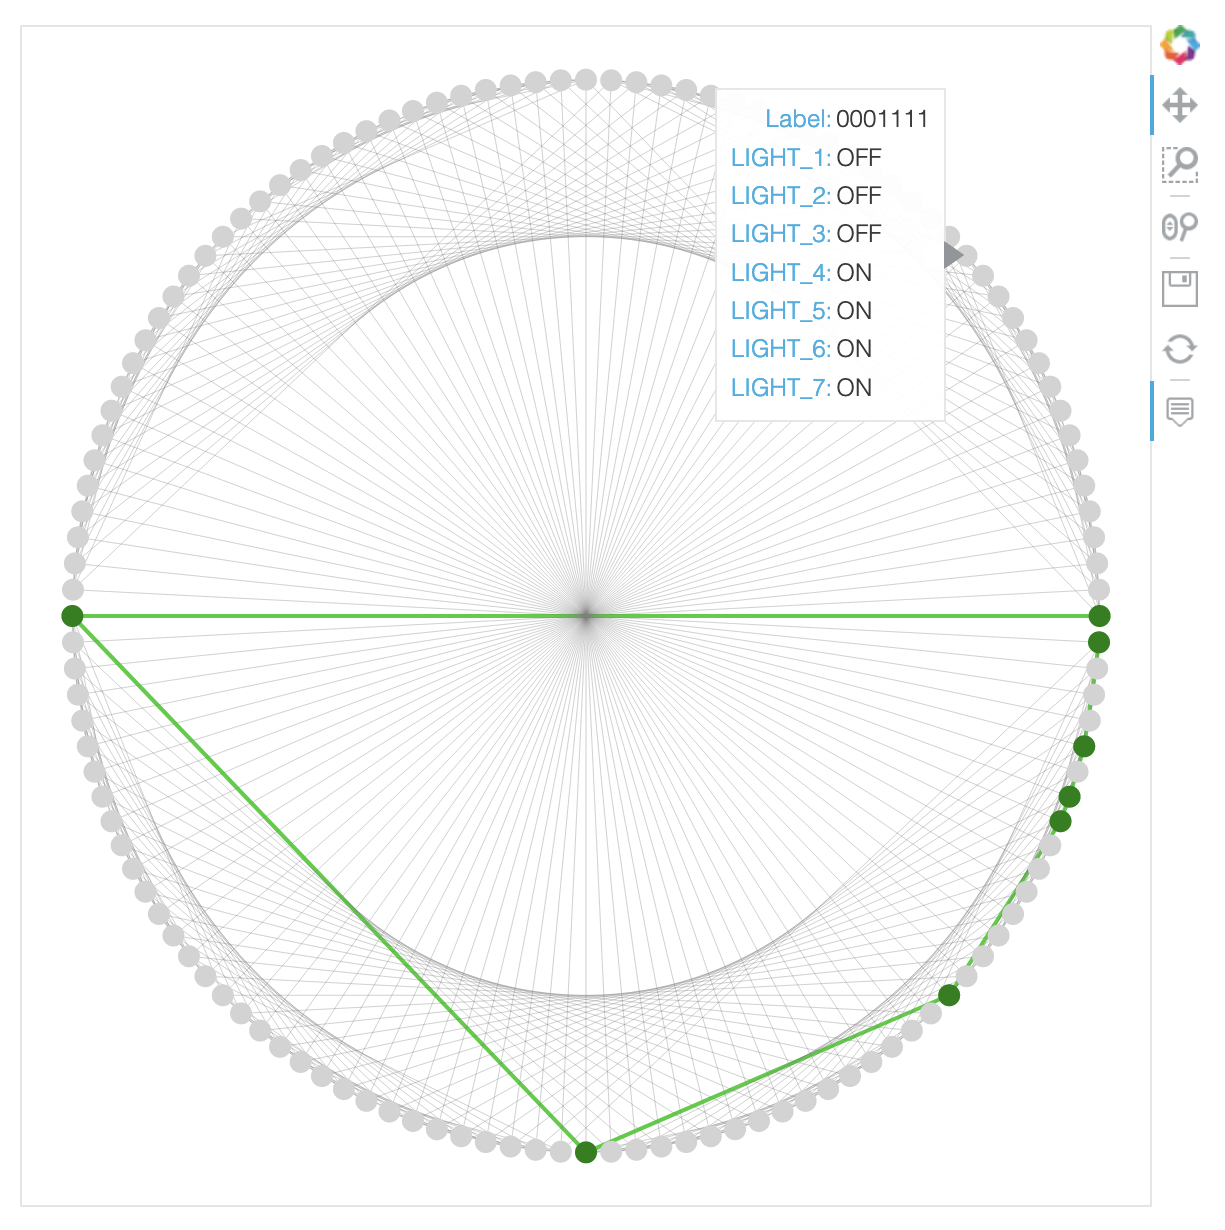 Label: 0001111
LIGHT_1: OFF
LIGHT_2: OFF
LIGHT_3: OFF
LIGHT_4: ON
LIGHT_5: ON
LIGHT_6: ON
LIGHT_7: ON